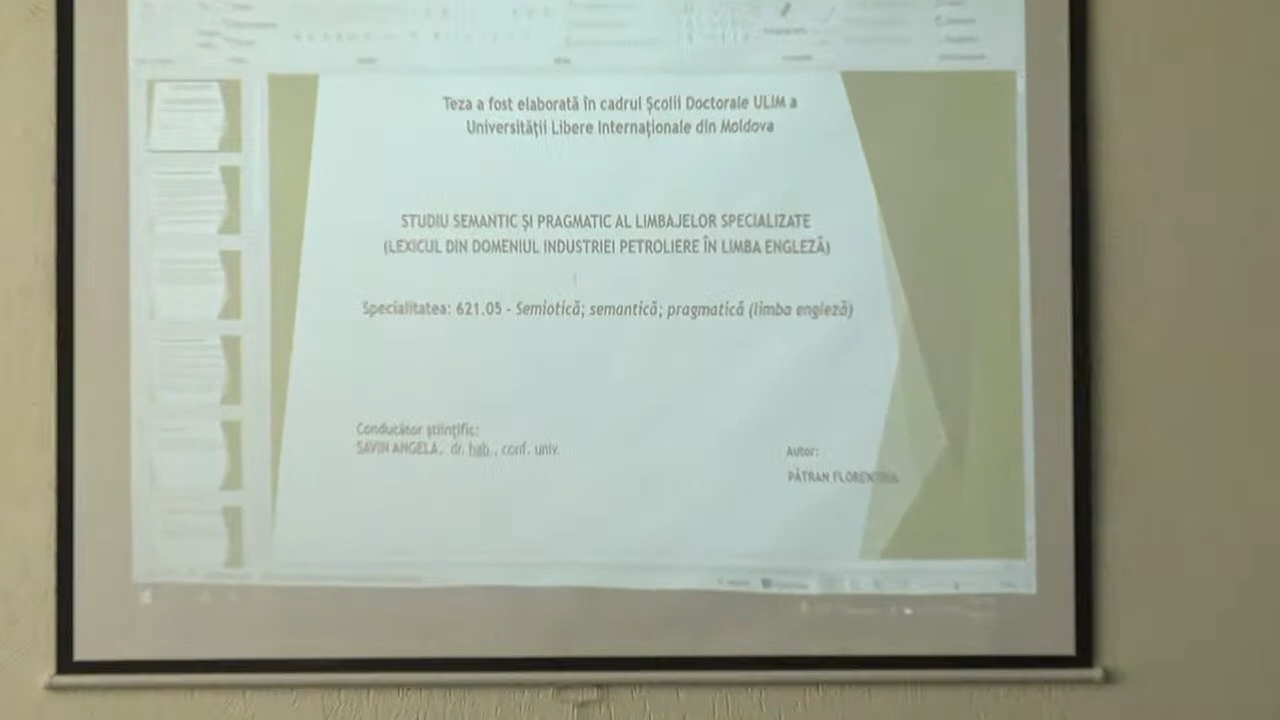 Teza a fost elaborată în cadrul Școlii Doctorale ULIM a
Universității Libere Internaționale din Moldova
STUDIU SEMANTIC ȘI PRAGMATIC AL LIMBAJELOR SPECIALIZATE
(LEXICUL DIN DOMENIUL INDUSTRIEI PETROLIERE ÎN LIMBA ENGLEZĂ)
Specialitatea: 621.05 - Semiotică; semantică; pragmatică (limba engleză)
Conducător științific:
SAVIN ANGELA, dr. hab., conf. univ.
Autor:
PĂTRAN